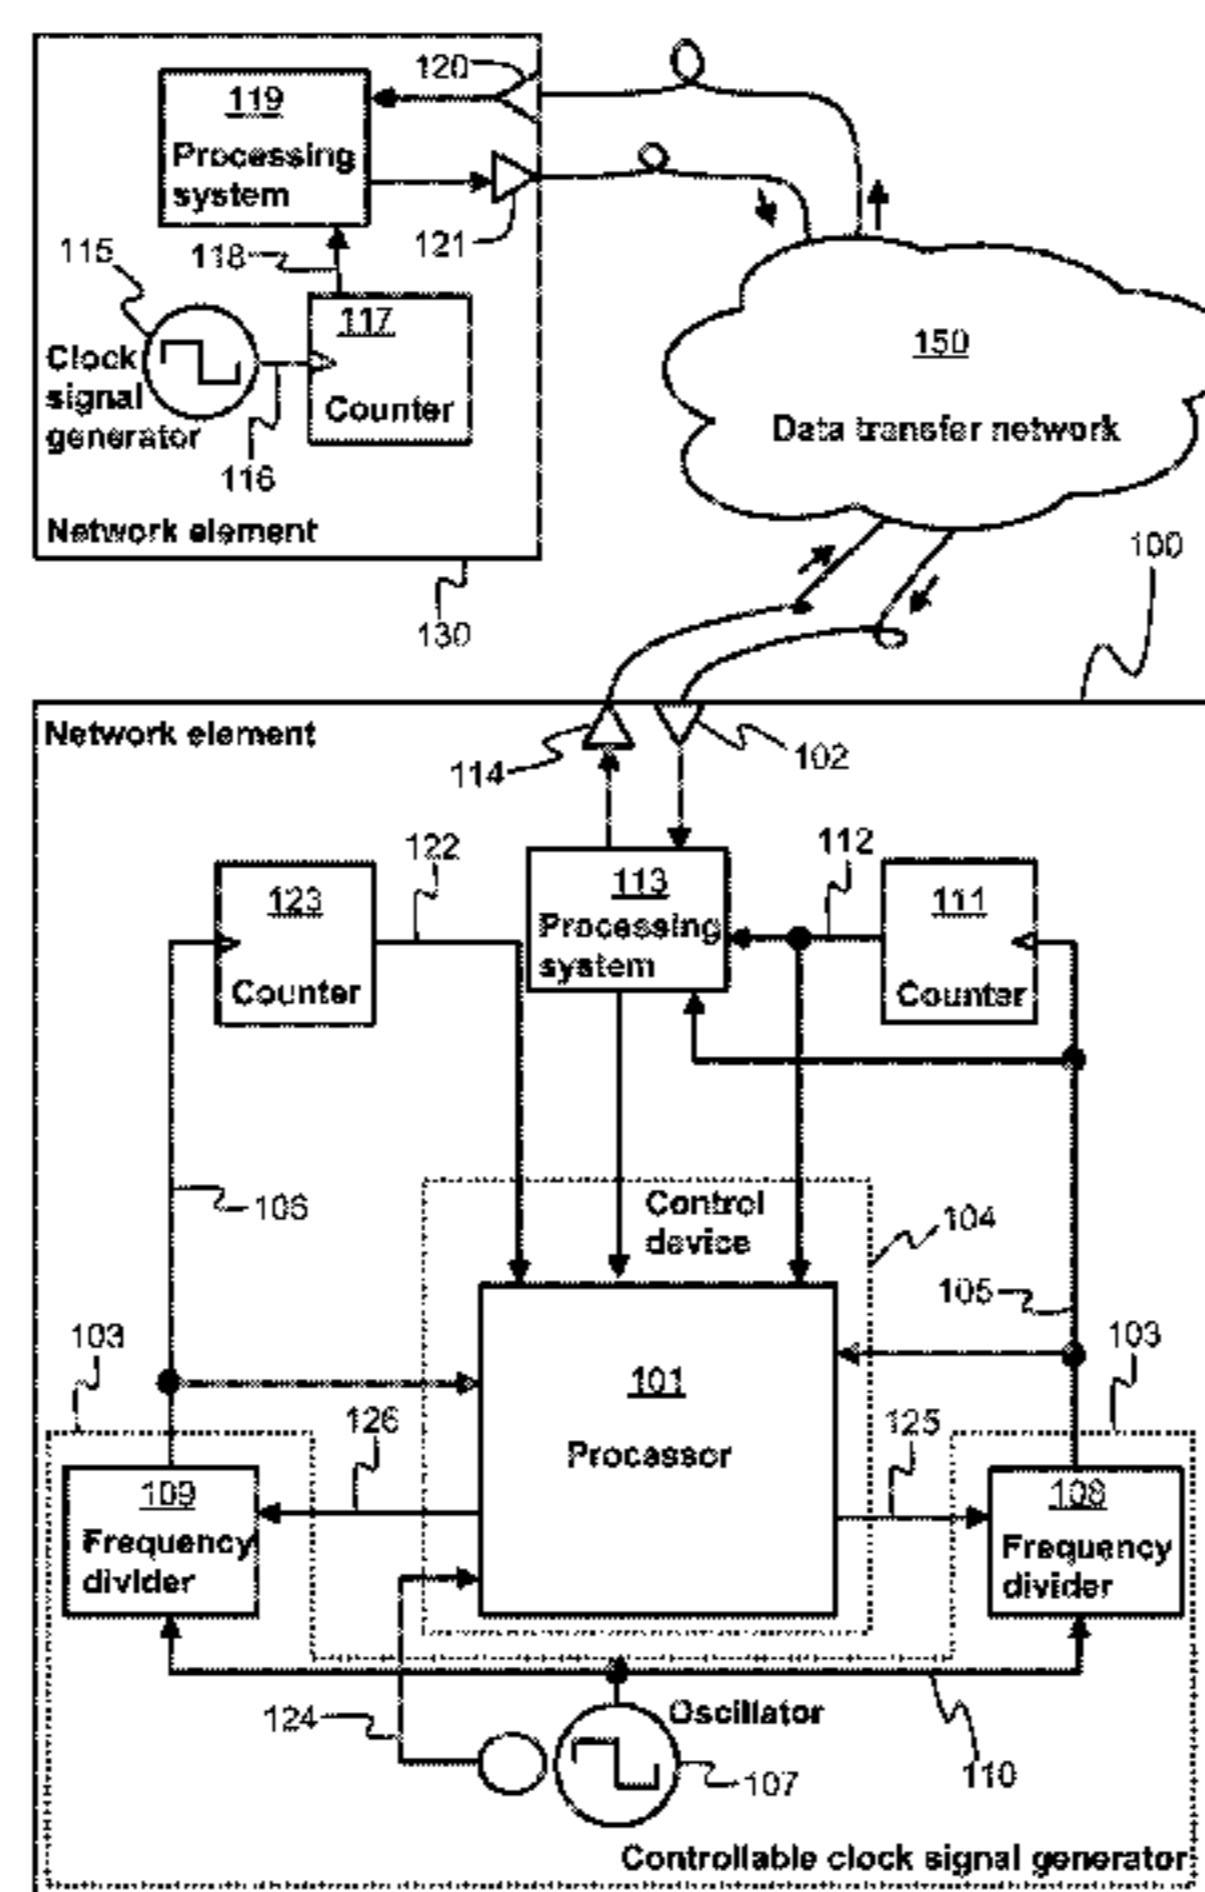 120
119
Processing
system
121
118
115
117
Clock
signal
generator
Counter
116
Network element
130
150
Data transfer network
100
Network element
114
102
122
112
123
Counter
113
Processing
system
111
Counter
106
Control
device
104
105
103
103
101
Processor
126
125
109
Frequency
divider
108
Frequency
divider
124
Oscillator
107
110
Controllable clock signal generator